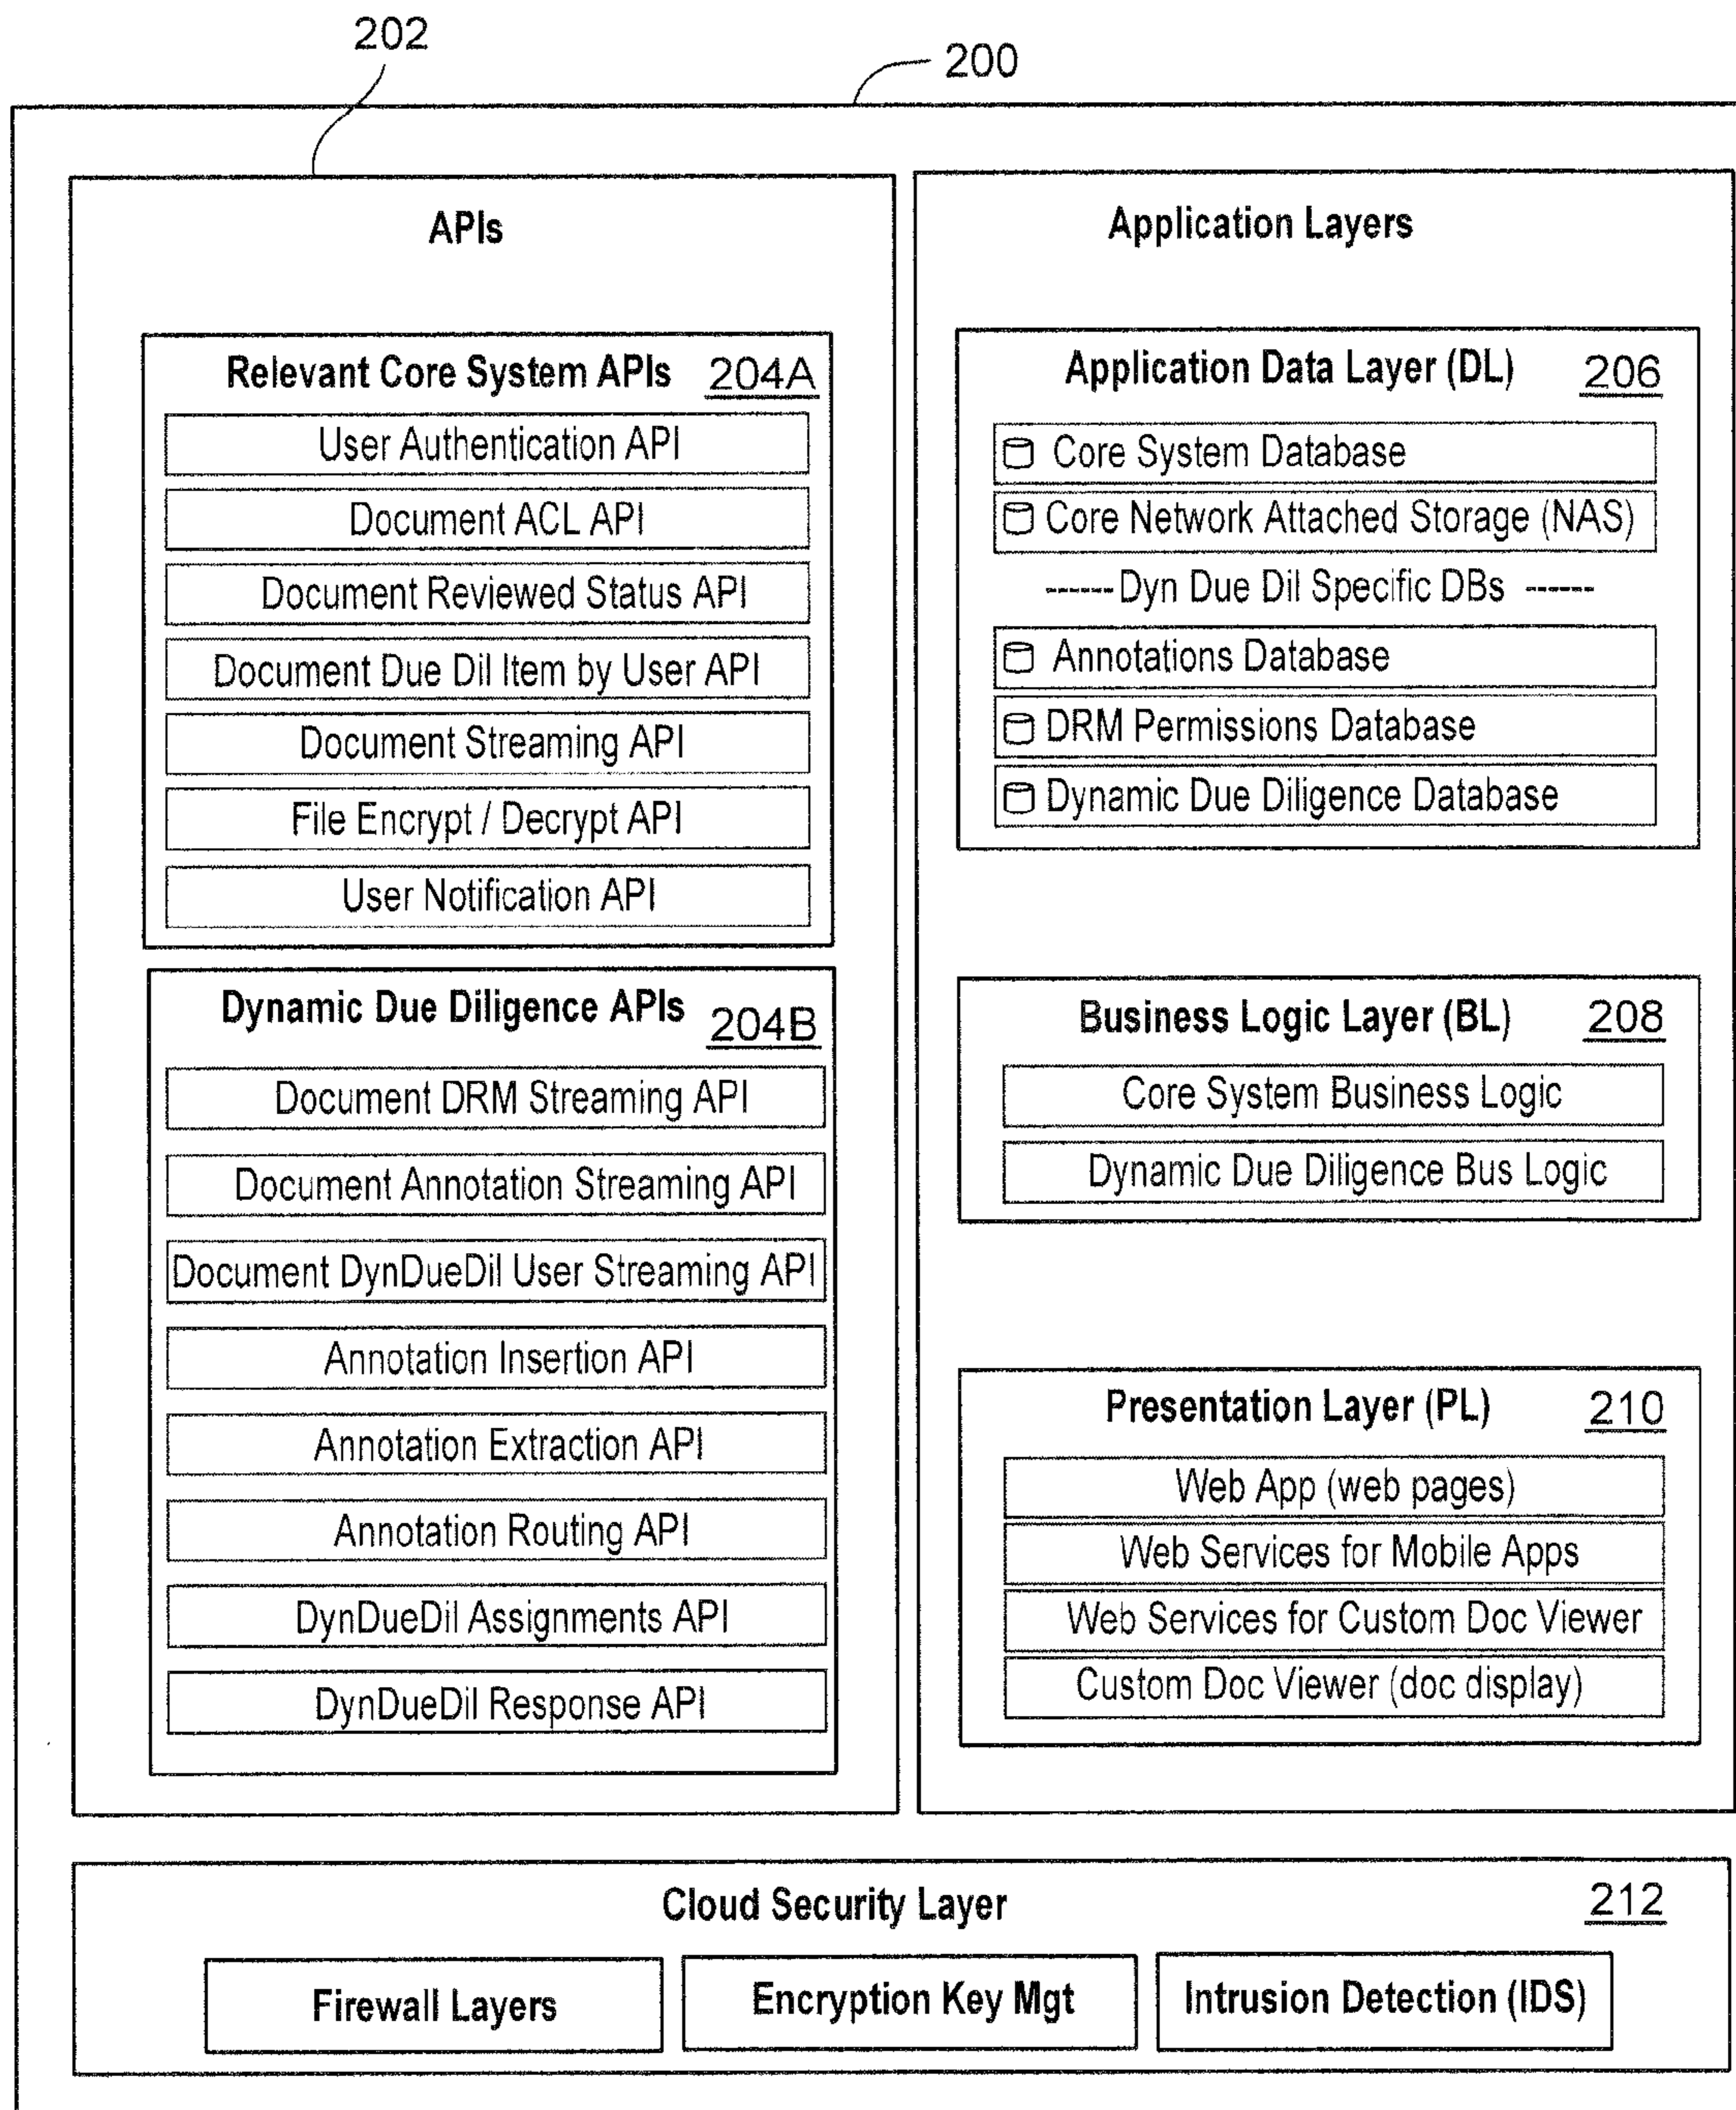 202
200
APIs
Relevant Core System APIs 204A
User Authentication API
Document ACL API
Document Reviewed Status API
Document Due Dil Item by User API
Document Streaming API
File Encrypt / Decrypt API
User Notification API
Dynamic Due Diligence APIs 204B
Document DRM Streaming API
Document Annotation Streaming API
Document DynDueDil User Streaming API
Annotation Insertion API
Annotation Extraction API
Annotation Routing API
DynDueDil Assignments API
DynDueDil Response API
Application Layers
Application Data Layer (DL) 206
Core System Database
Core Network Attached Storage (NAS)
------ Dyn Due Dil Specific DBs ------
Annotations Database
DRM Permissions Database
Dynamic Due Diligence Database
Business Logic Layer (BL) 208
Core System Business Logic
Dynamic Due Diligence Bus Logic
Presentation Layer (PL) 210
Web App (web pages)
Web Services for Mobile Apps
Web Services for Custom Doc Viewer
Custom Doc Viewer (doc display)
Cloud Security Layer 212
Firewall Layers
Encryption Key Mgt
Intrusion Detection (IDS)